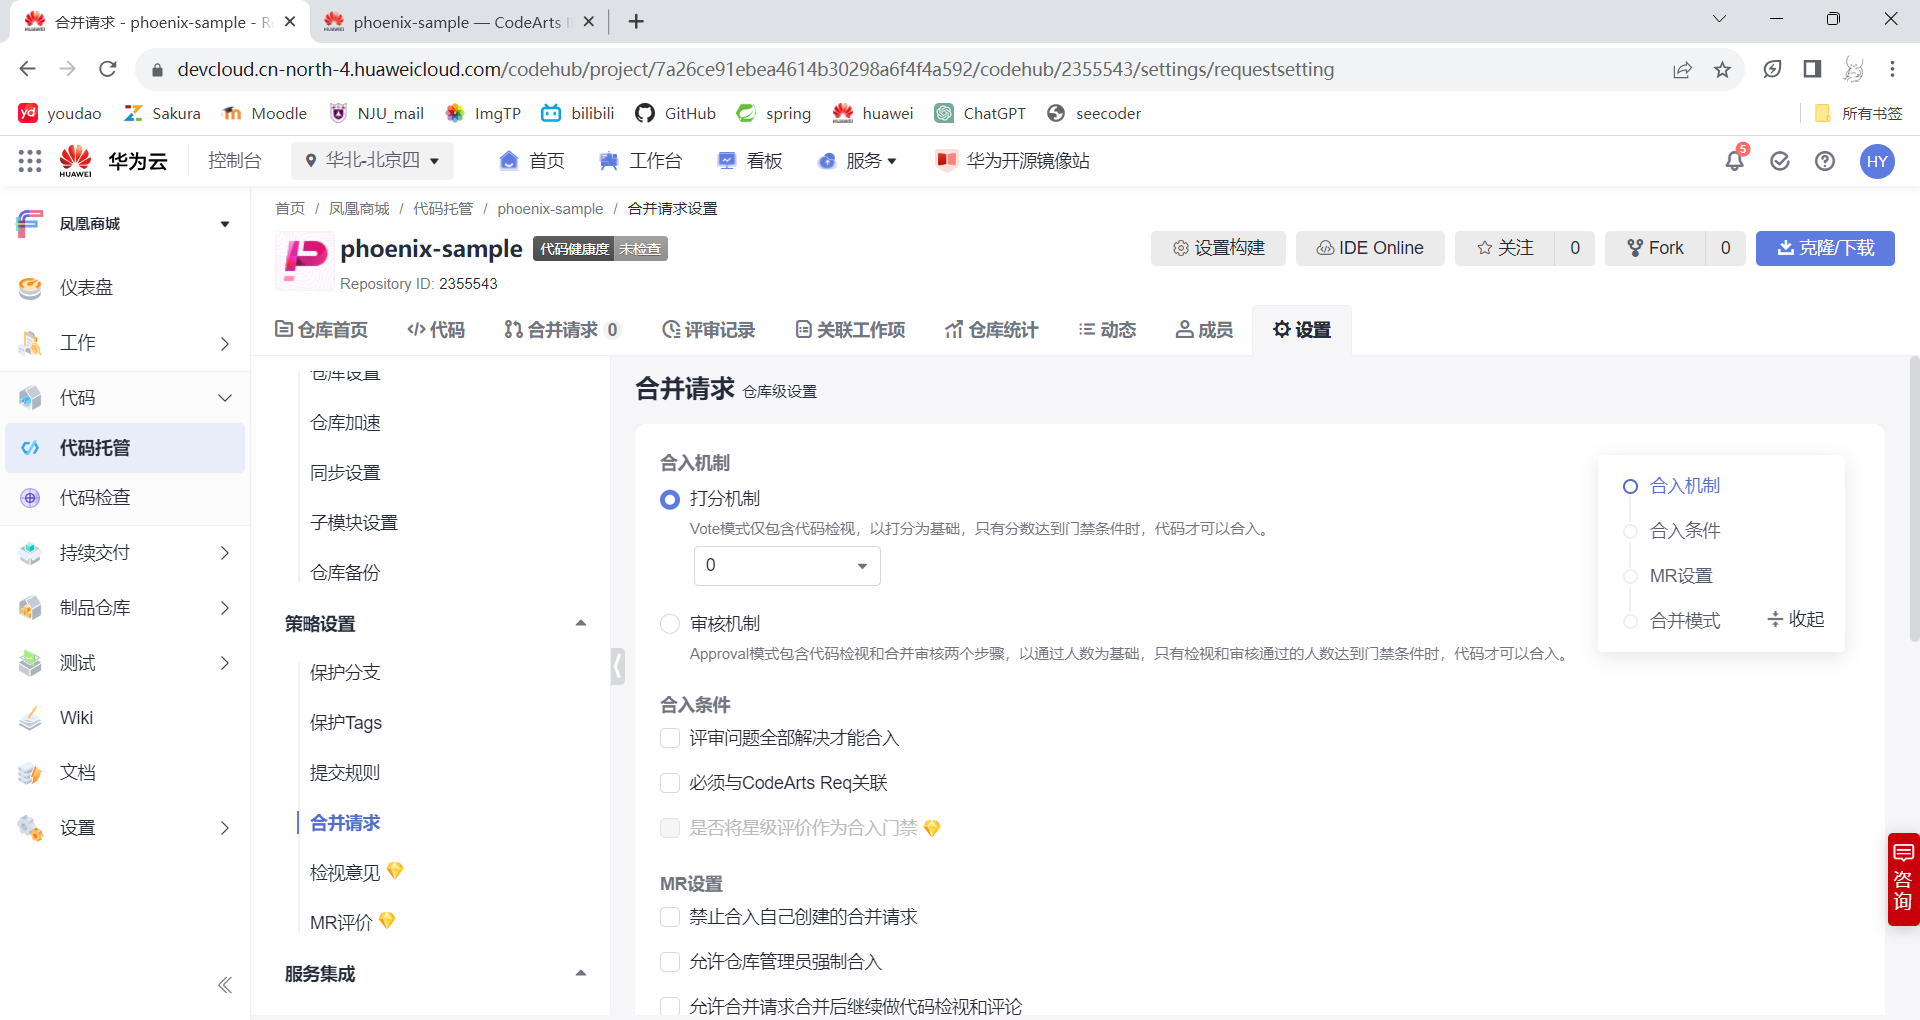 合并请求 - phoenix-sample - Re
phoenix-sample — CodeArts I
devcloud.cn-north-4.huaweicloud.com/codehub/project/7a26ce91ebea4614b30298a6f4f4a592/codehub/2355543/settings/requestsetting
yd youdao
Sakura
Moodle
NJU_mail
ImgTP
bilibili
GitHub
spring
huawei
ChatGPT
seecoder
所有书签
HUAWEI
华为云
控制台
华北-北京四
首页
工作台
看板
服务
华为开源镜像站
5
HY
凤凰商城
仪表盘
工作
代码
代码托管
代码检查
持续交付
制品仓库
测试
Wiki
文档
设置
首页 / 凤凰商城 / 代码托管 / phoenix-sample / 合并请求设置
phoenix-sample
代码健康度 未检查
Repository ID: 2355543
设置构建
IDE Online
关注 0
Fork 0
克隆/下载
仓库首页
代码
合并请求 0
评审记录
关联工作项
仓库统计
动态
成员
设置
仓库设置
仓库加速
同步设置
子模块设置
仓库备份
策略设置
保护分支
保护Tags
提交规则
合并请求
检视意见
MR评价
服务集成
合并请求 仓库级设置
合入机制
打分机制
Vote模式仅包含代码检视，以打分为基础，只有分数达到门禁条件时，代码才可以合入。
0
审核机制
Approval模式包含代码检视和合并审核两个步骤，以通过人数为基础，只有检视和审核通过的人数达到门禁条件时，代码才可以合入。
合入条件
评审问题全部解决才能合入
必须与CodeArts Req关联
是否将星级评价作为合入门禁
MR设置
禁止合入自己创建的合并请求
允许仓库管理员强制合入
允许合并请求合并后继续做代码检视和评论
合入机制
合入条件
MR设置
合并模式
收起
咨询